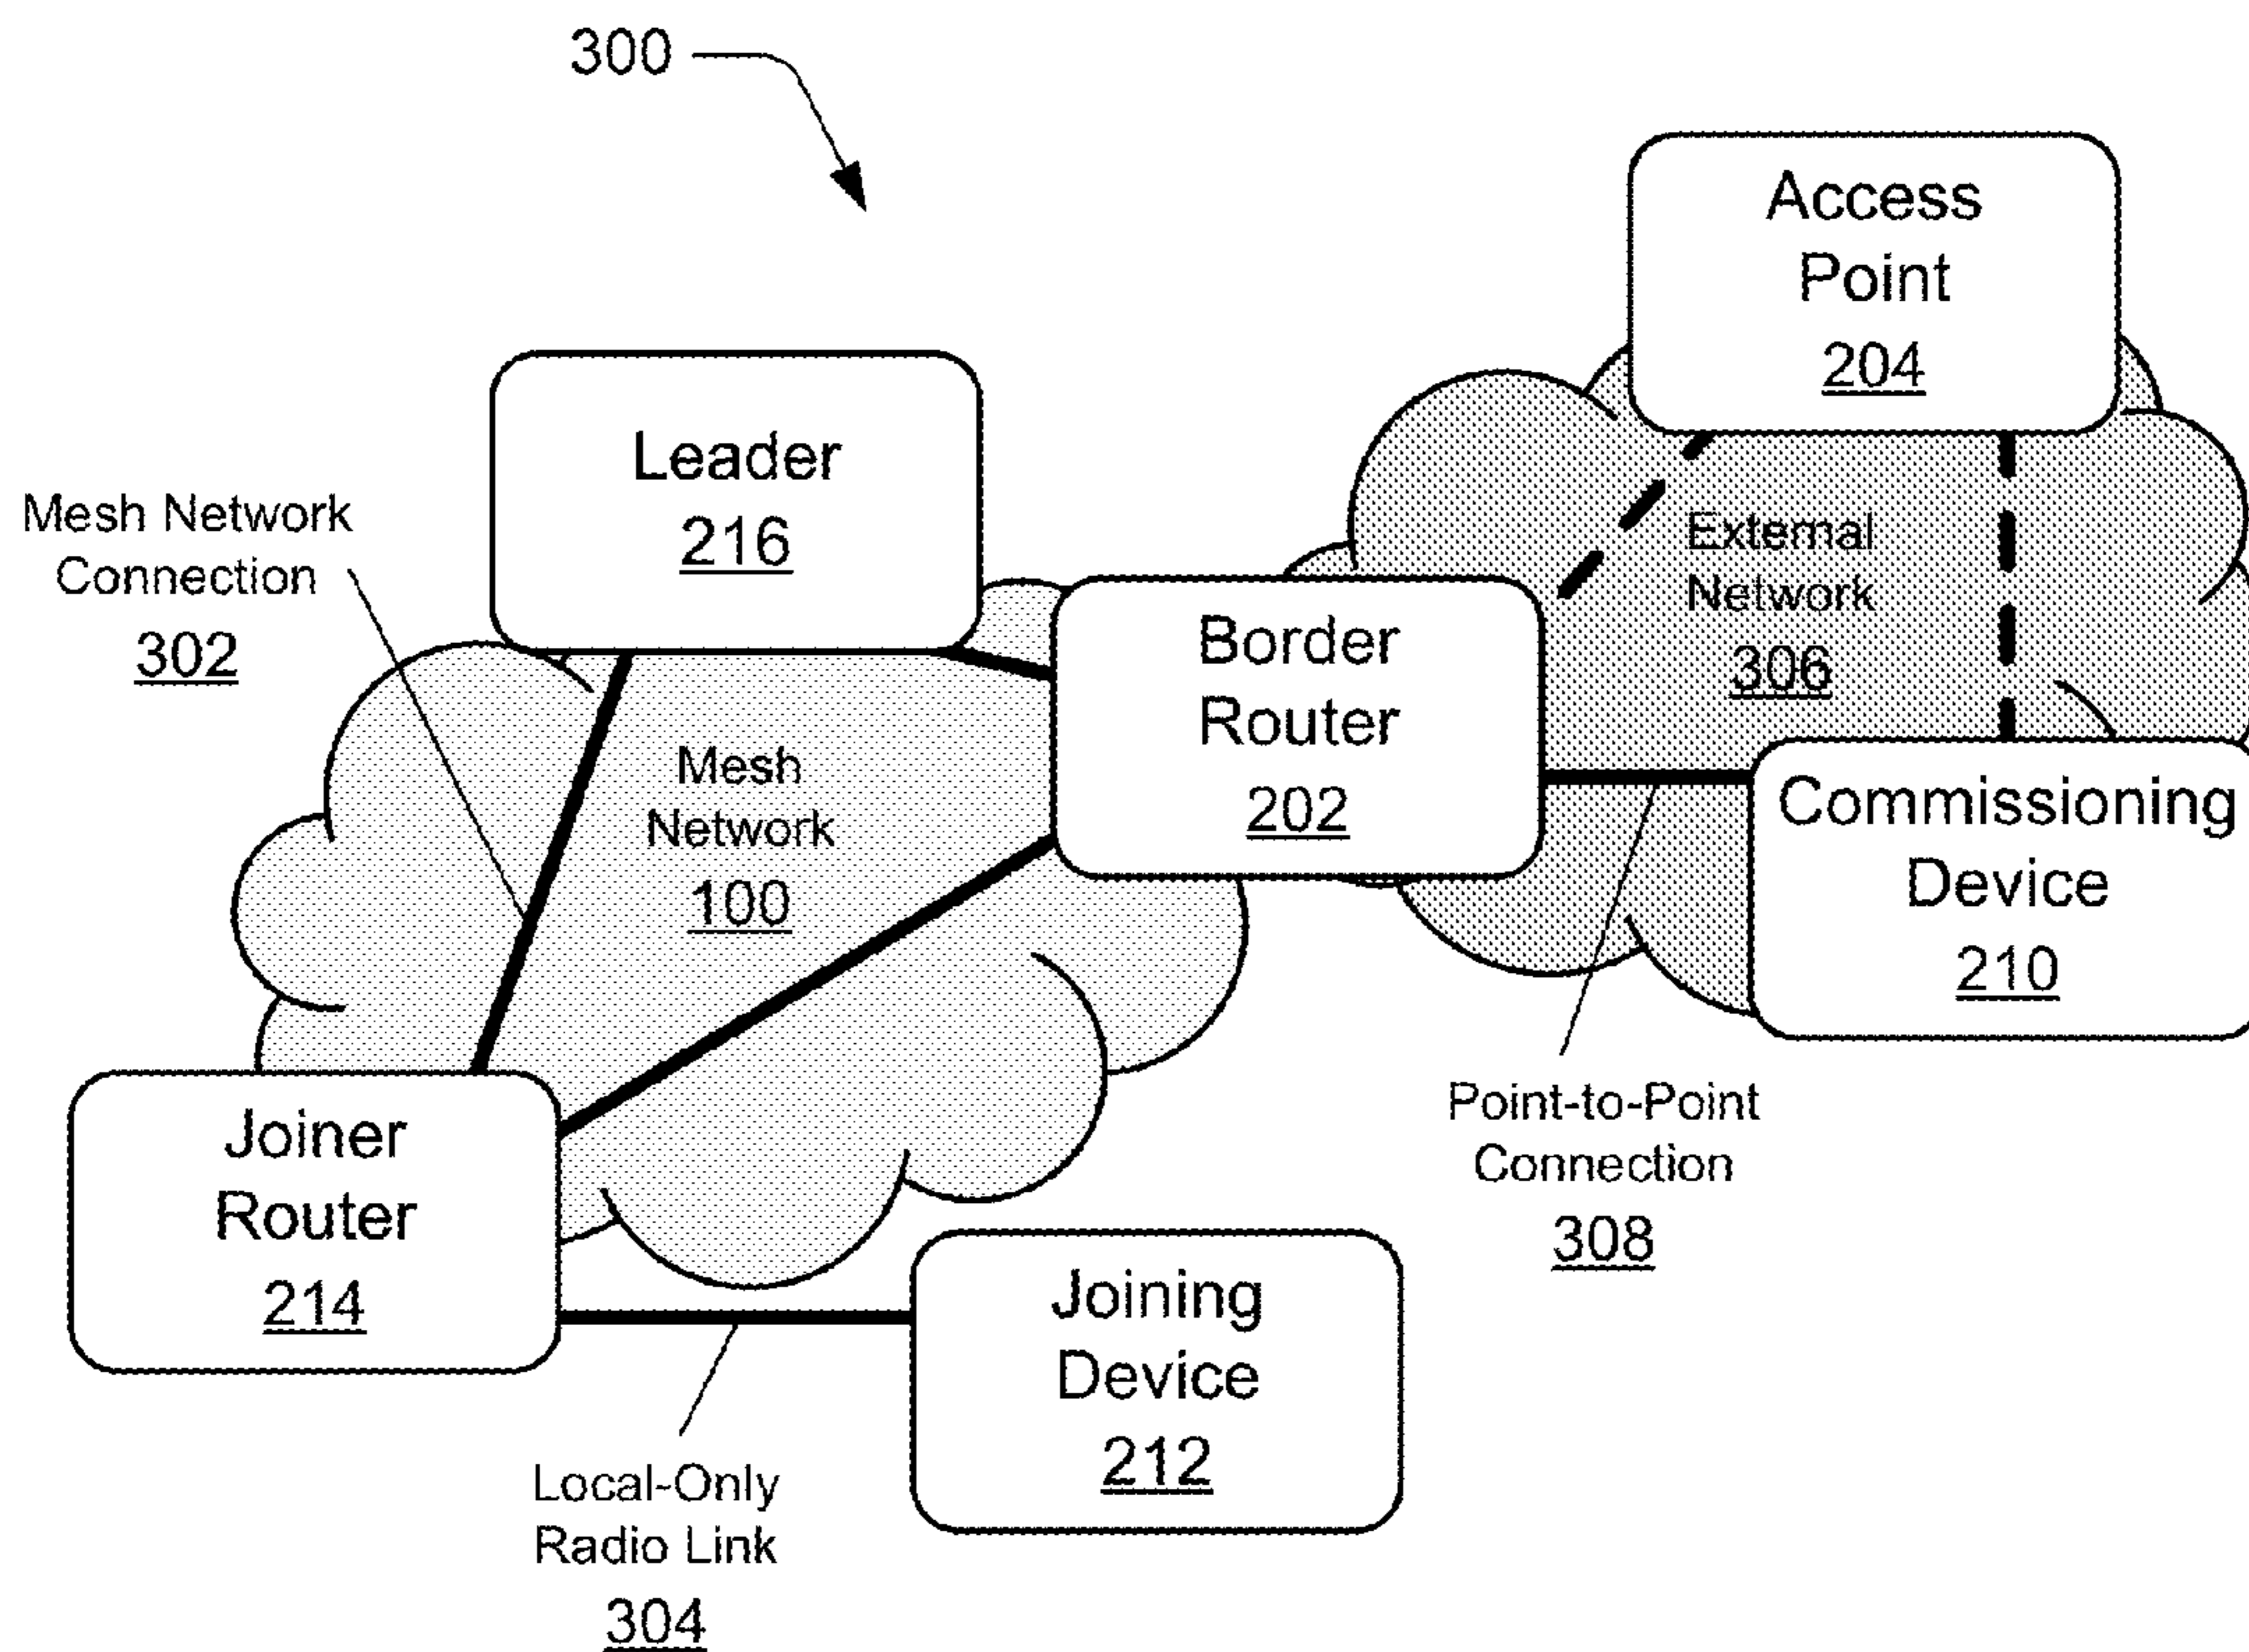 300
Access
Point
204
Leader
216
Mesh Network
Connection
302
External
Network
306
Border
Router
202
Mesh
Network
100
Commissioning
Device
210
Joiner
Router
214
Point-to-Point
Connection
308
Joining
Device
212
Local-Only
Radio Link
304